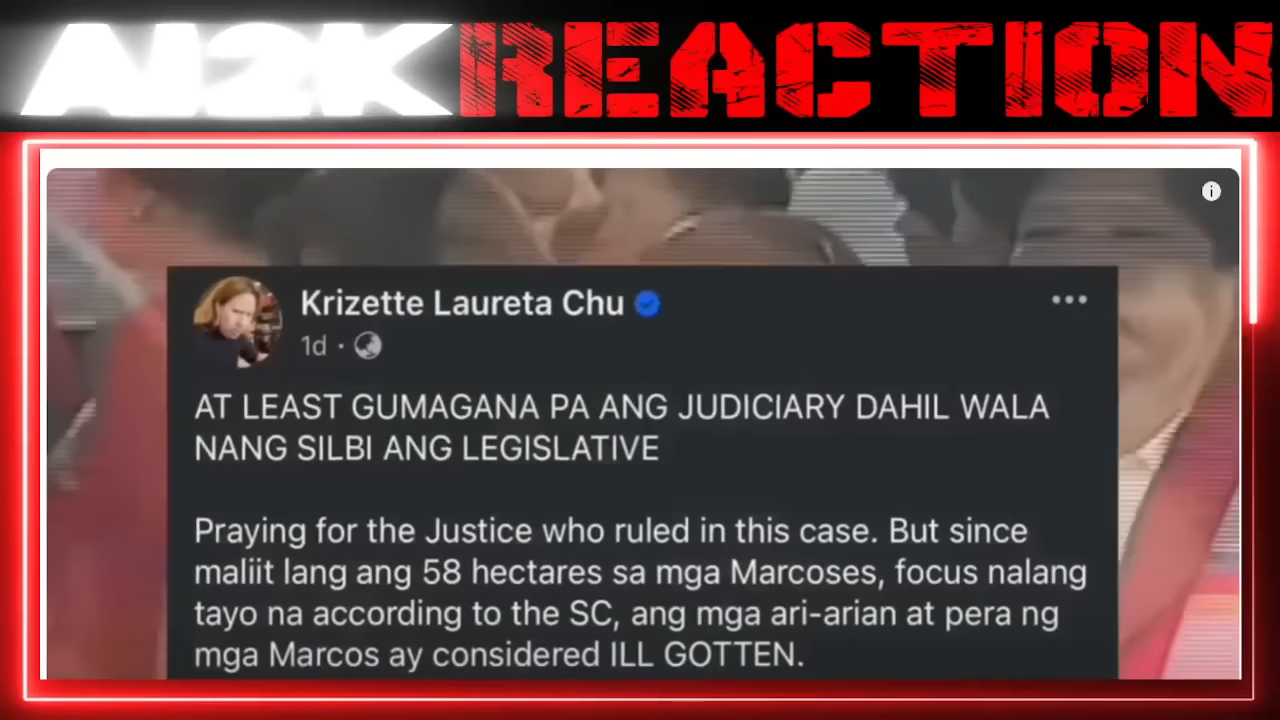 AI2K REACTION
Krizette Laureta Chu
1d ·
AT LEAST GUMAGANA PA ANG JUDICIARY DAHIL WALA
NANG SILBI ANG LEGISLATIVE
Praying for the Justice who ruled in this case. But since
maliit lang ang 58 hectares sa mga Marcoses, focus nalang
tayo na according to the SC, ang mga ari-arian at pera ng
mga Marcos ay considered ILL GOTTEN.